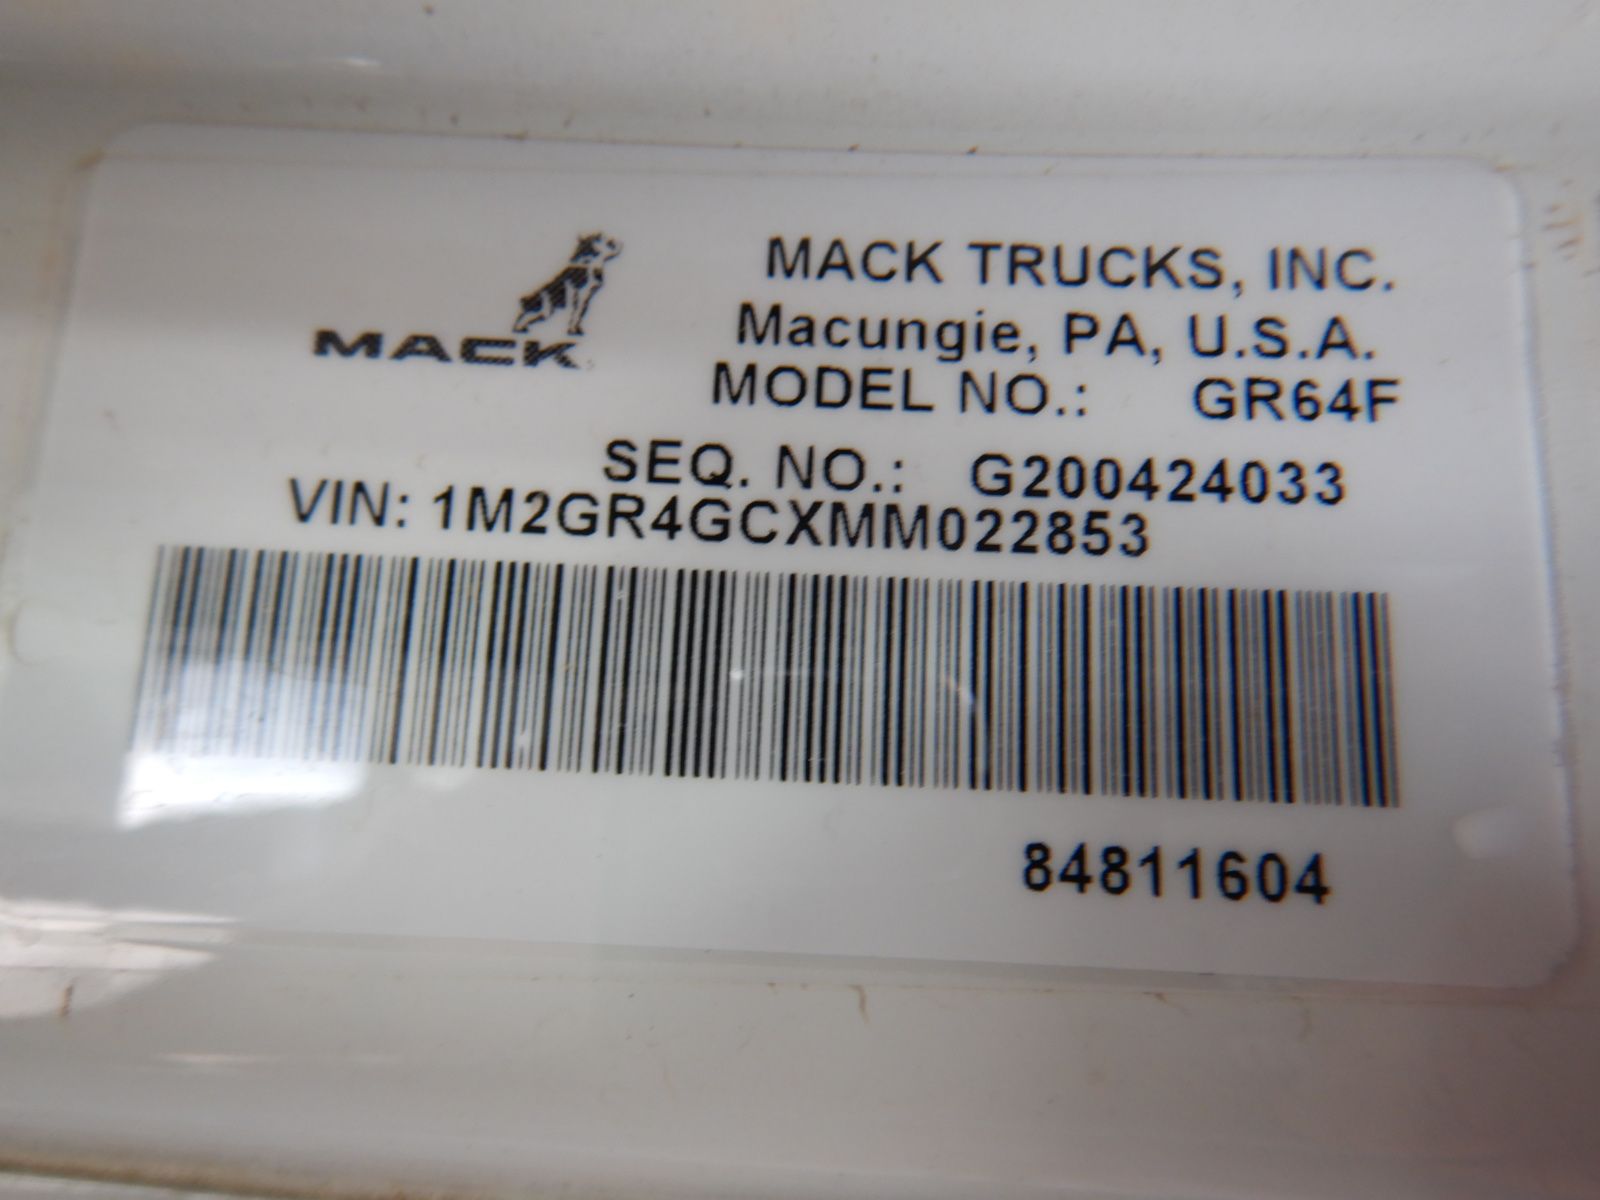 MACK
MACK TRUCKS, INC.
Macungie, PA, U.S.A.
MODEL NO.: GR64F
SEQ. NO.: G200424033
VIN: 1M2GR4GCXMM022853
84811604